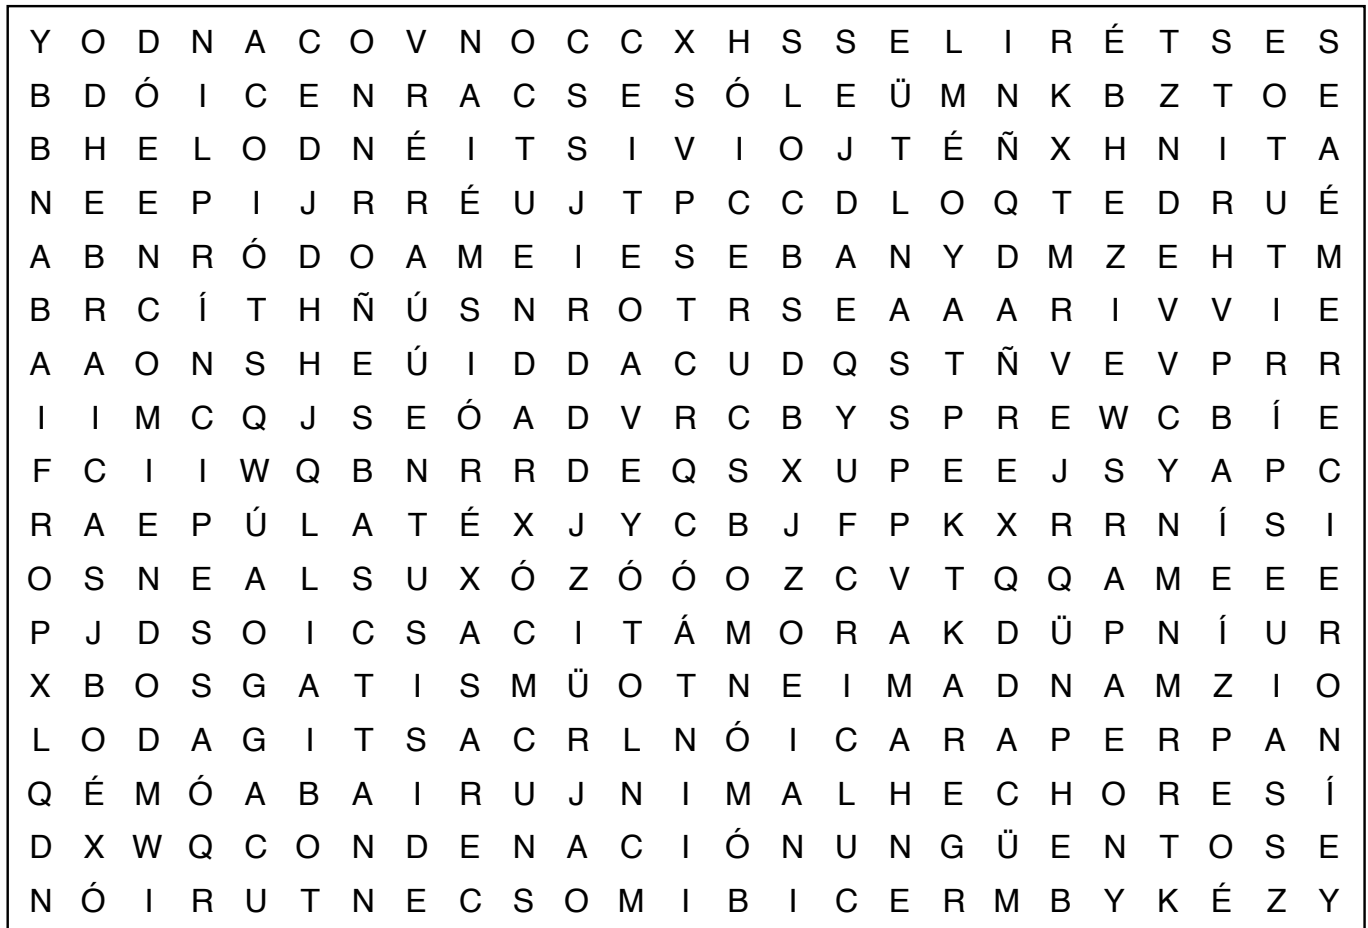 Y O D N A C O V N O C C X H S S E L I R É T S E S
B D Ó I C E N R A C S E S Ó L E Ü M N K B Z T O E
B H E L O D N É I T S I V I O J T É Ñ X H N I T A
N E E P I J R R É U J T P C C D L O Q T E D R U É
A B N R Ó D O A M E I E S E B A N Y D M Z E H T M
B R C Í T H Ñ Ú S N R O T R S E A A A R I V V I E
A A O N S H E Ú I D D A C U D Q S T Ñ V E V P R R
I I M C Q J S E Ó A D V R C B Y S P R E W C B Í E
F C I I W Q B N R R D E Q S X U P E E J S Y A P C
R A E P Ú L A T É X J Y C B J F P K X R R N Í S I
O S N E A L S U X Ó Z Ó Ó O Z C V T Q Q A M E E E
P J D S O I C S A C I T Á M O R A K D Ü P N Í U R
X B O S G A T I S M Ü O T N E I M A D N A M Z I O
L O D A G I T S A C R L N Ó I C A R A P E R P A N
Q É M Ó A B A I R U J N I M A L H E C H O R E S Í
D X W Q C O N D E N A C I Ó N U N G Ü E N T O S E
N Ó I R U T N E C S O M I B I C E R M B Y K É Z Y